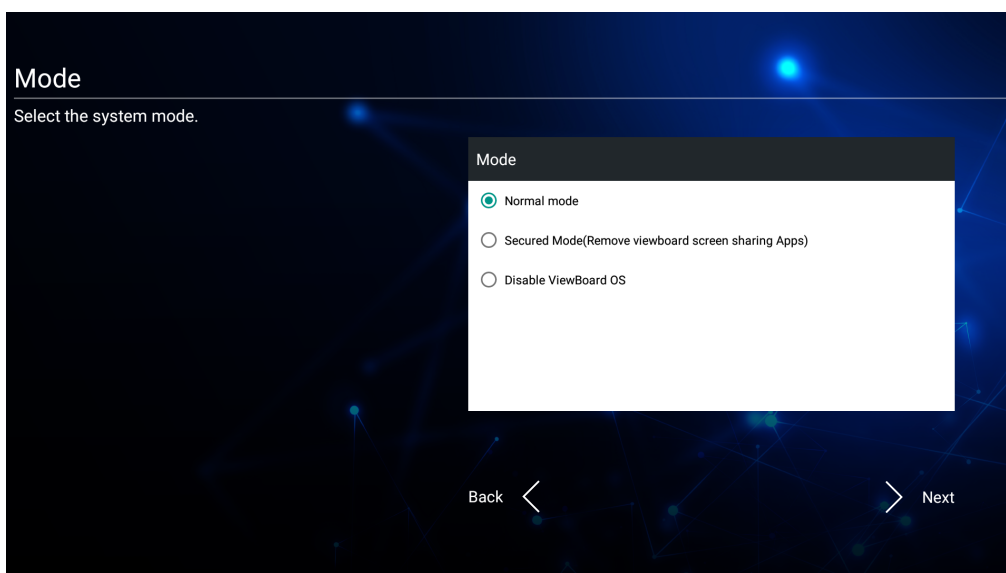 Mode
Select the system mode.
Mode
Normal mode
Secured Mode(Remove viewboard screen sharing Apps)
Disable ViewBoard OS
Back
Next